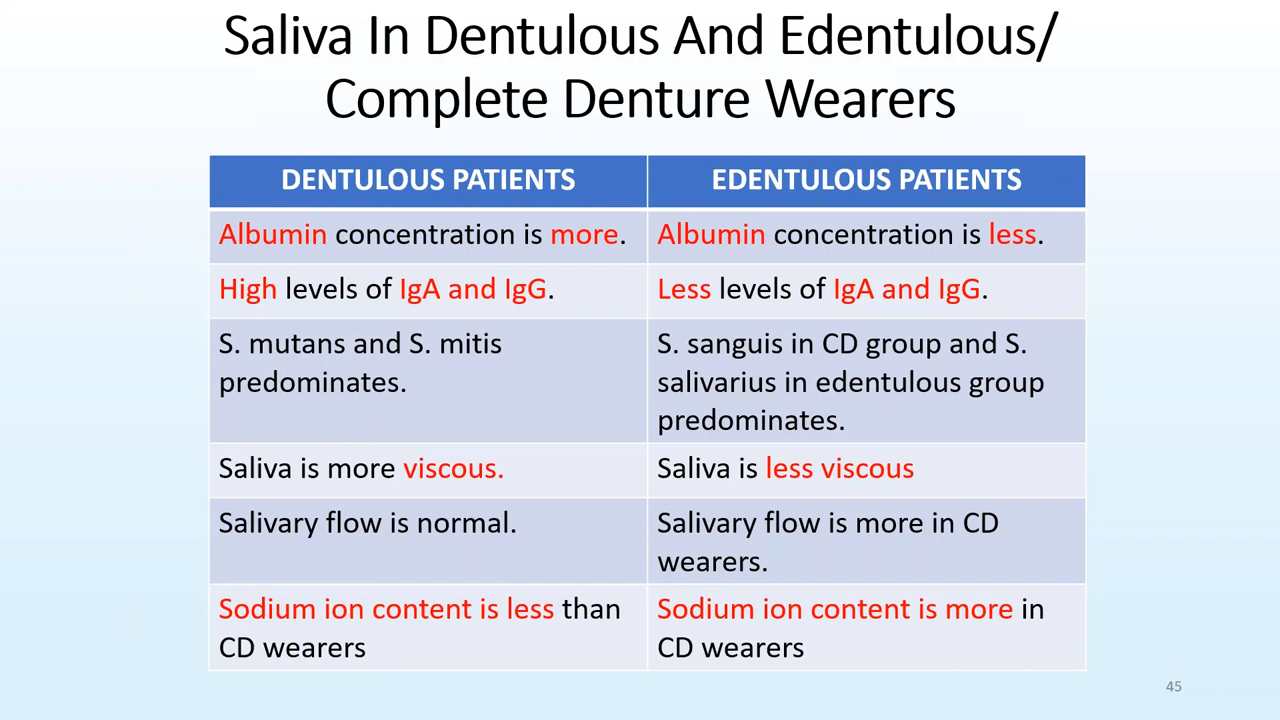 Saliva In Dentulous And Edentulous/
Complete Denture Wearers
DENTULOUS PATIENTS
EDENTULOUS PATIENTS
Albumin concentration is more.
Albumin concentration is less.
High levels of IgA and IgG.
Less levels of IgA and IgG.
S. mutans and S. mitis
predominates.
S. sanguis in CD group and S.
salivarius in edentulous group
predominates.
Saliva is more viscous.
Saliva is less viscous
Salivary flow is normal.
Salivary flow is more in CD
wearers.
Sodium ion content is less than
CD wearers
Sodium ion content is more in
CD wearers
45